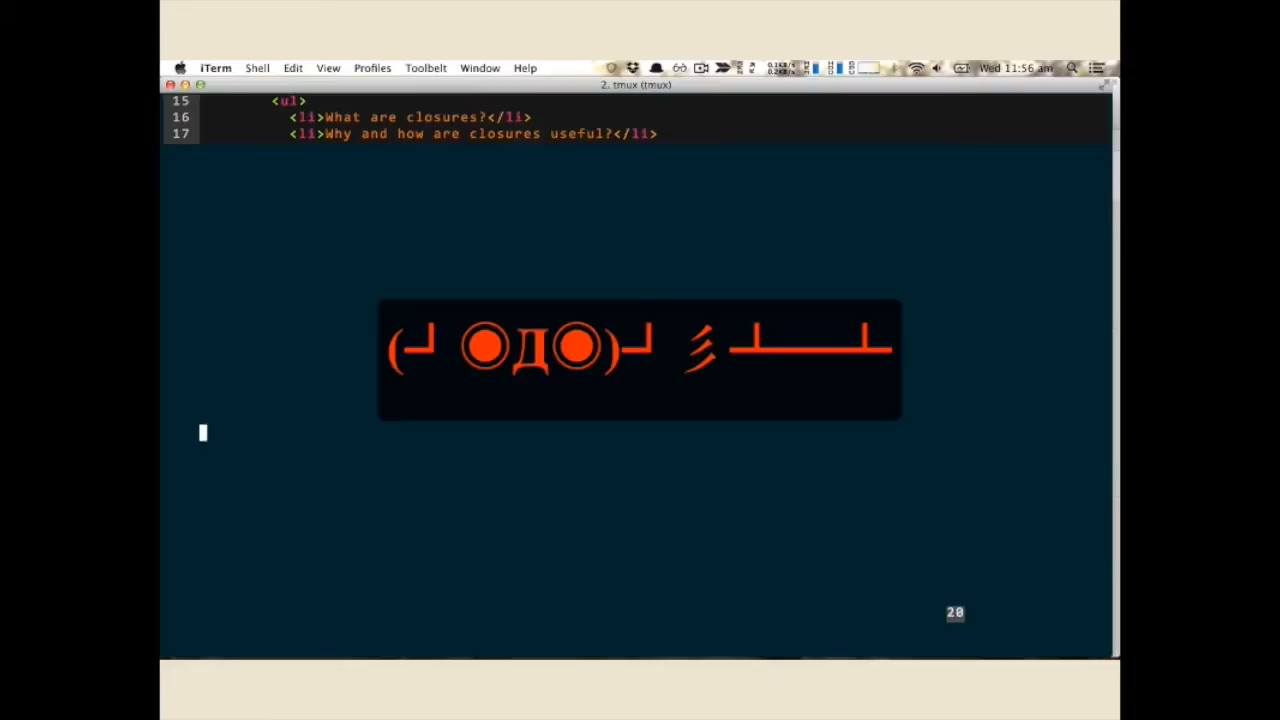 iTerm Shell Edit View Profiles Toolbelt Window Help Wed 11:56 am
2. tmux (tmux)
15 <ul>
16 <li>What are closures?</li>
17 <li>Why and how are closures useful?</li>
(┘ ◉Д◉)┘ 彡┴──┴
20